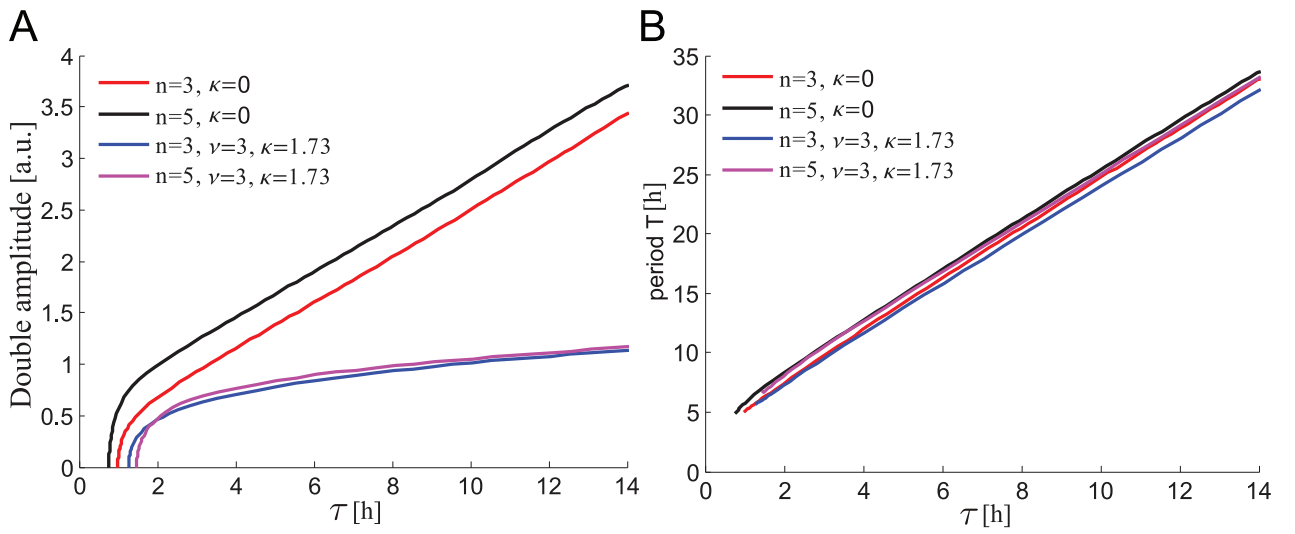 A
Double amplitude [a.u.]
4
3.5
3
2.5
2
1.5
1
0.5
0
n=3, κ=0
n=5, κ=0
n=3, ν=3, κ=1.73
n=5, ν=3, κ=1.73
0 2 4 6 8 10 12 14
τ [h]
B
period T [h]
35
30
25
20
15
10
5
0
n=3, κ=0
n=5, κ=0
n=3, ν=3, κ=1.73
n=5, ν=3, κ=1.73
0 2 4 6 8 10 12 14
τ [h]